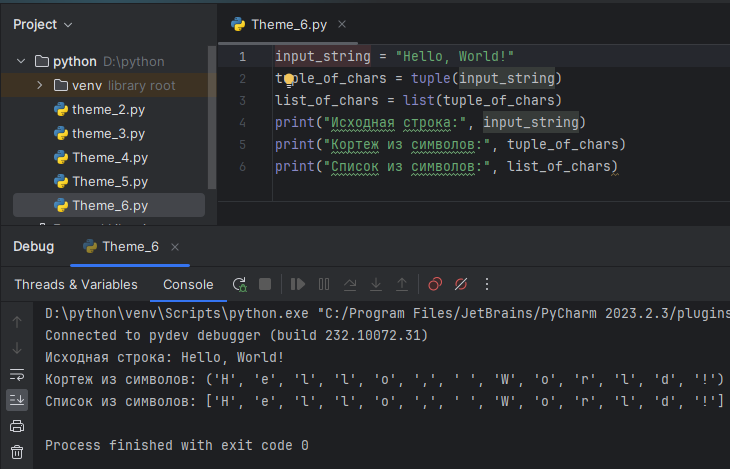 Project
python D:\python
venv library root
theme_2.py
theme_3.py
Theme_4.py
Theme_5.py
Theme_6.py
Theme_6.py
1 input_string = "Hello, World!"
2 tuple_of_chars = tuple(input_string)
3 list_of_chars = list(tuple_of_chars)
4 print("Исходная строка:", input_string)
5 print("Кортеж из символов:", tuple_of_chars)
6 print("Список из символов:", list_of_chars)
Debug Theme_6
Threads & Variables Console
D:\python\venv\Scripts\python.exe "C:/Program Files/JetBrains/PyCharm 2023.2.3/plugins
Connected to pydev debugger (build 232.10072.31)
Исходная строка: Hello, World!
Кортеж из символов: ('H', 'e', 'l', 'l', 'o', ',', ' ', 'W', 'o', 'r', 'l', 'd', '!')
Список из символов: ['H', 'e', 'l', 'l', 'o', ',', ' ', 'W', 'o', 'r', 'l', 'd', '!']
Process finished with exit code 0